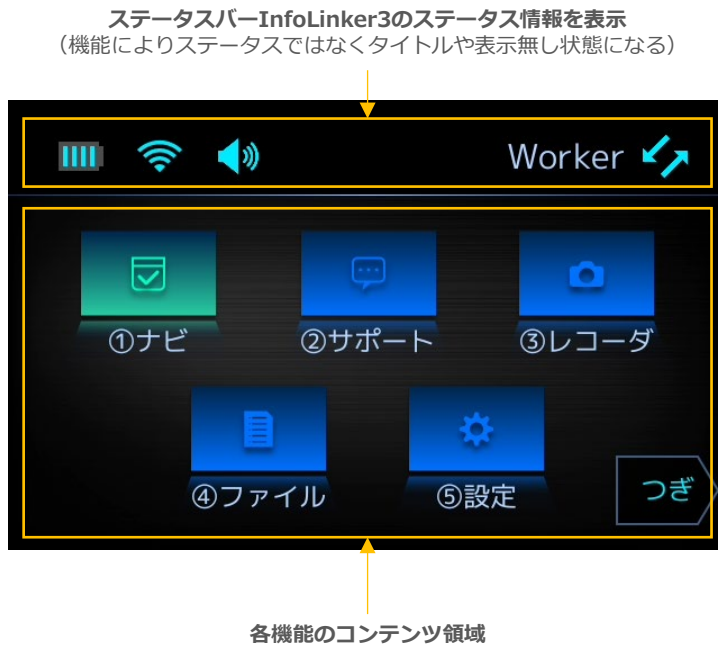 ステータスバーInfoLinker3のステータス情報を表示
（機能によりステータスではなくタイトルや表示無し状態になる）
Worker
①ナビ ②サポート ③レコーダ
④ファイル ⑤設定 つぎ
各機能のコンテンツ領域